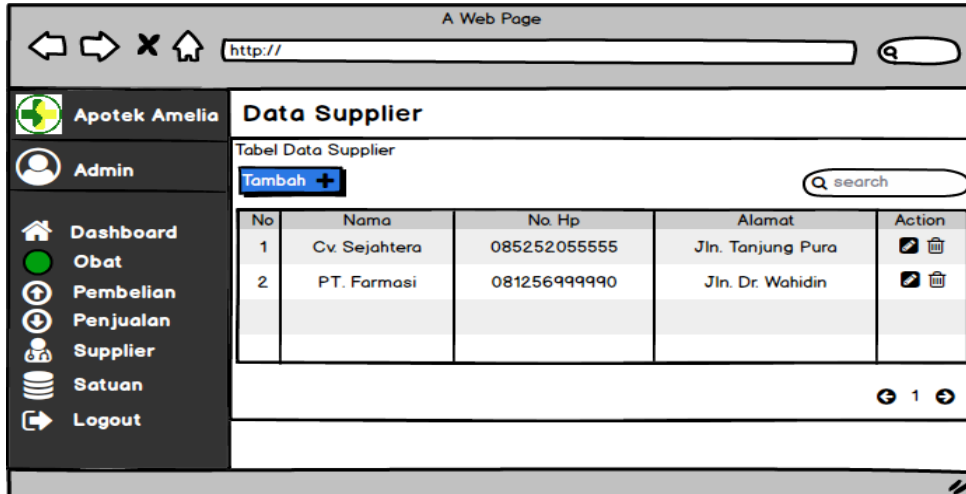 A Web Page
http://
Apotek Amelia
Admin
Dashboard
Obat
Pembelian
Penjualan
Supplier
Satuan
Logout
Data Supplier
Tabel Data Supplier
Tambah
search
No Nama No. Hp Alamat Action
1 Cv. Sejahtera 085252055555 Jln. Tanjung Pura
2 PT. Farmasi 081256999990 Jln. Dr. Wahidin
1